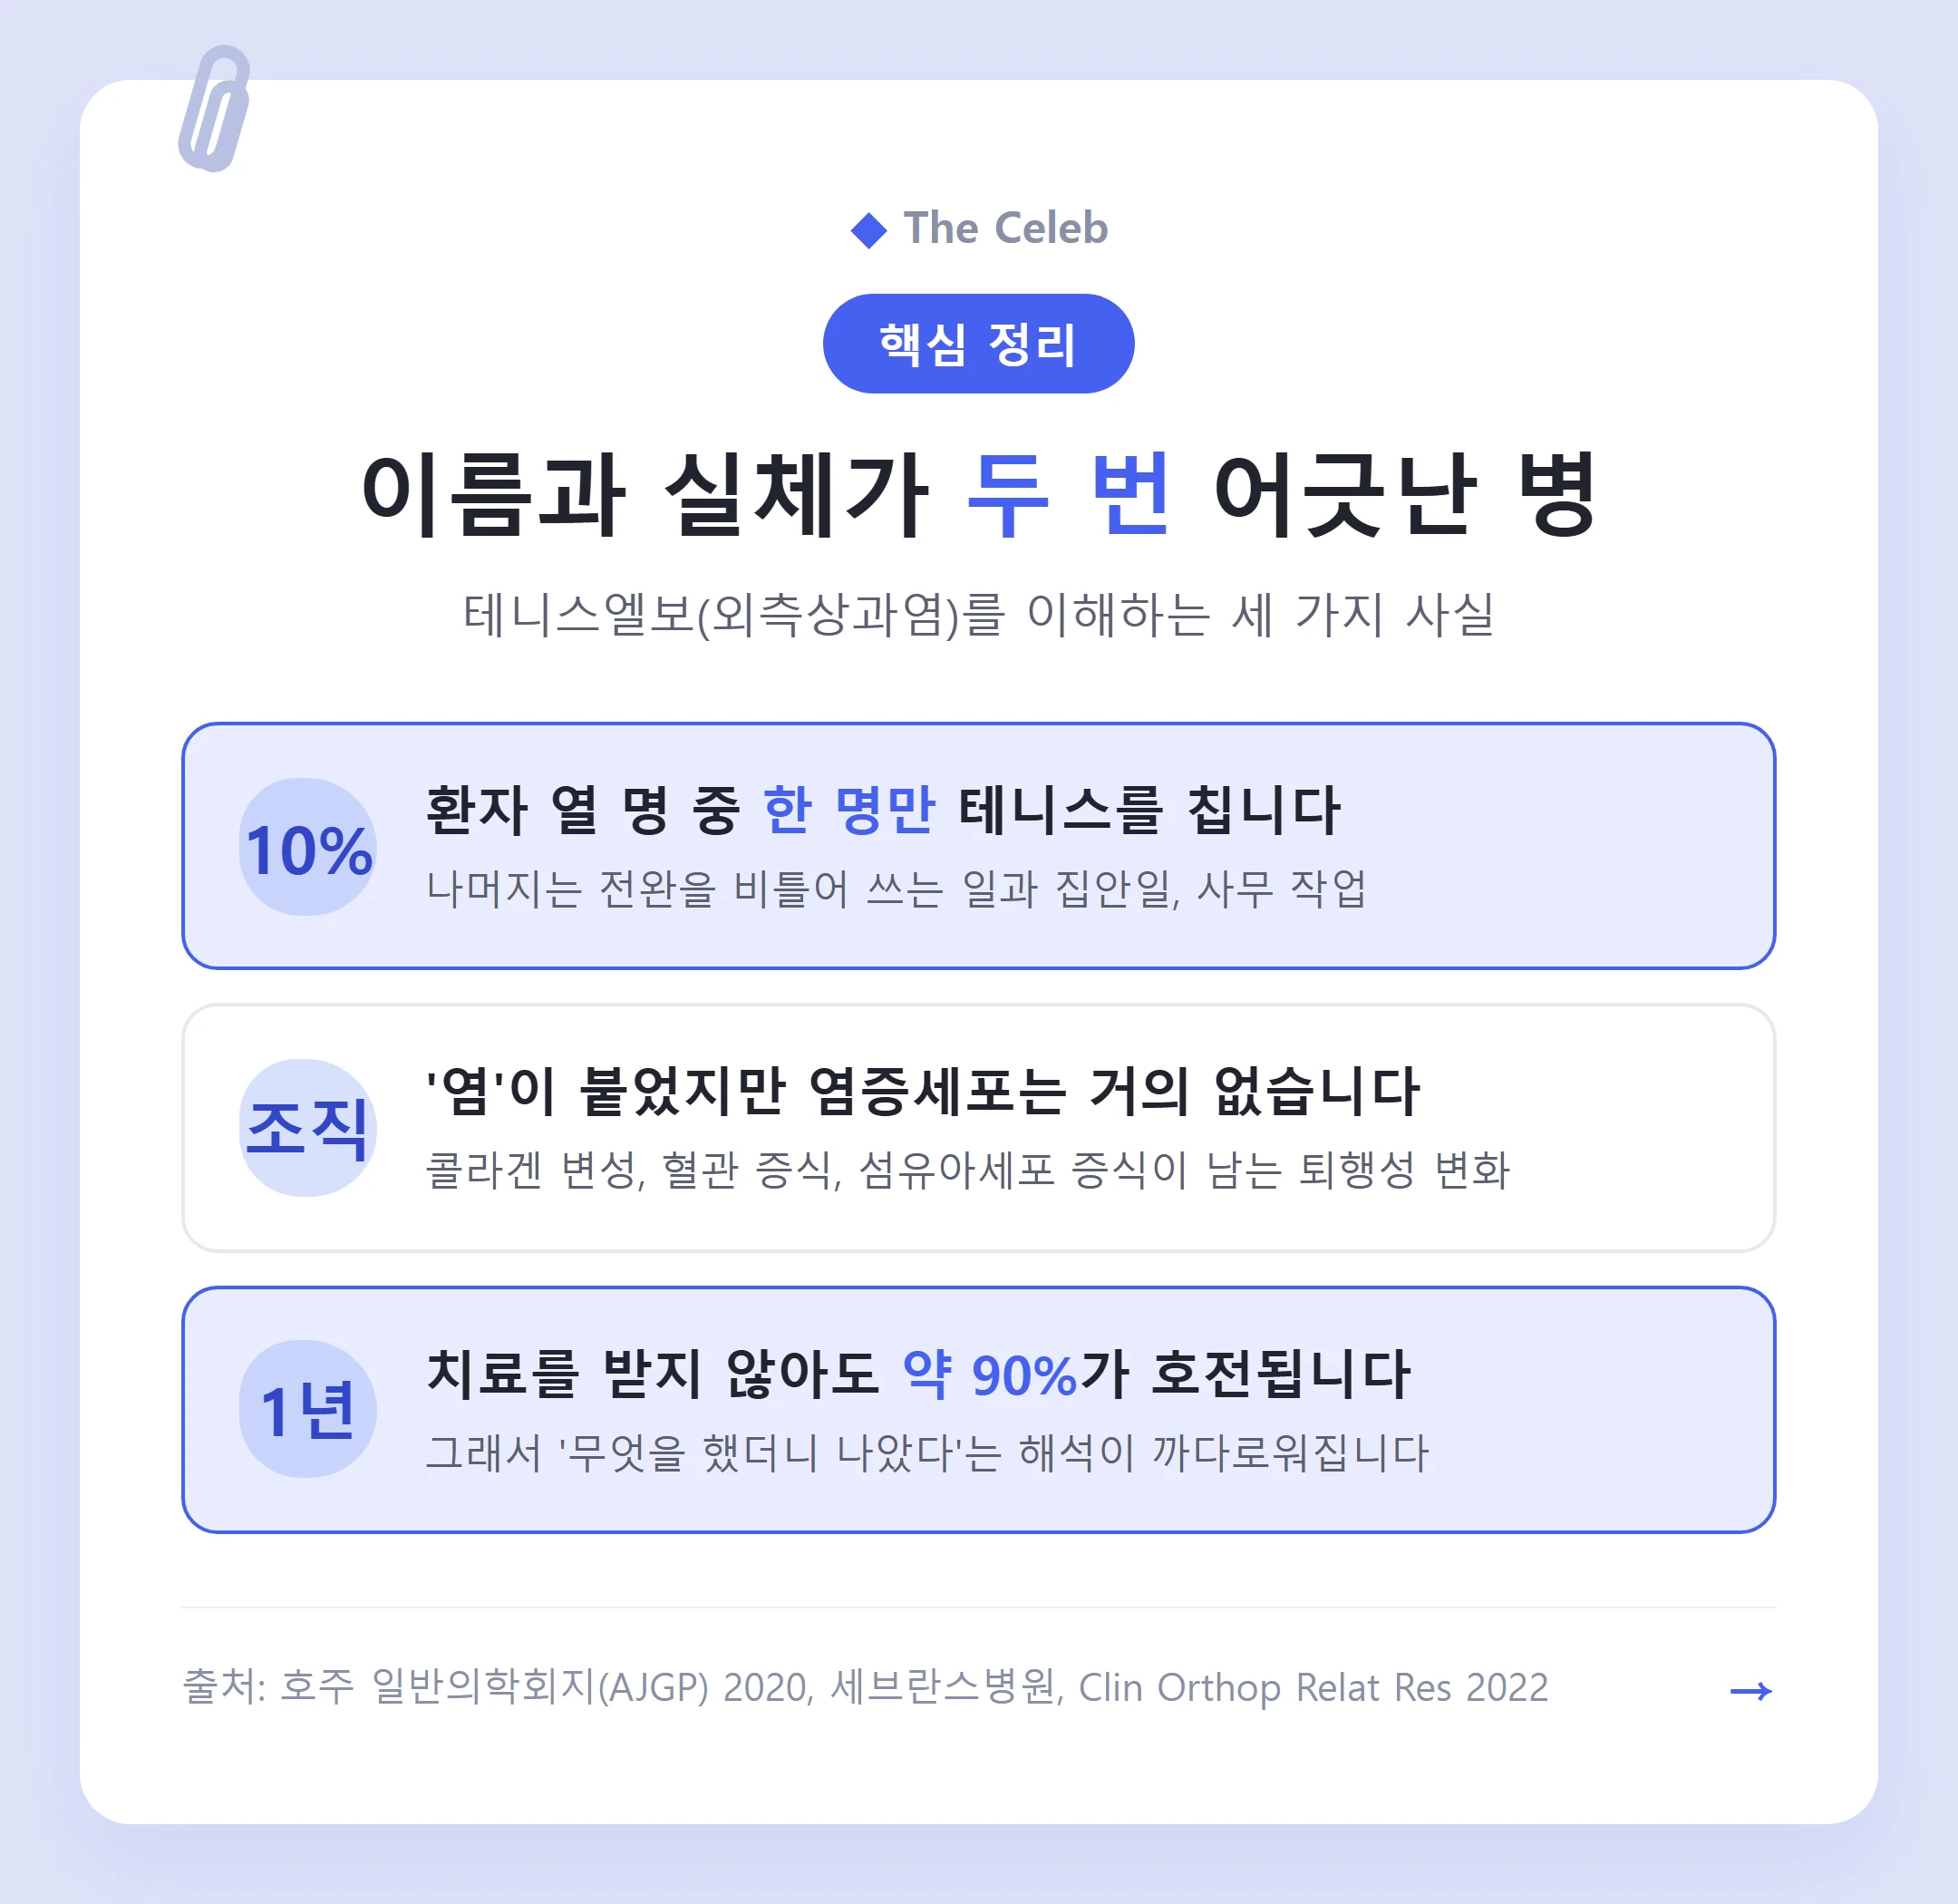 ◆ The Celeb
핵심 정리
이름과 실체가 두 번 어긋난 병
테니스엘보(외측상과염)를 이해하는 세 가지 사실
10%
환자 열 명 중 한 명만 테니스를 칩니다
나머지는 전완을 비틀어 쓰는 일과 집안일, 사무 작업
조직
'염'이 붙었지만 염증세포는 거의 없습니다
콜라겐 변성, 혈관 증식, 섬유아세포 증식이 남는 퇴행성 변화
1년
치료를 받지 않아도 약 90%가 호전됩니다
그래서 '무엇을 했더니 나았다'는 해석이 까다로워집니다
출처: 호주 일반의학회지(AJGP) 2020, 세브란스병원, Clin Orthop Relat Res 2022 →